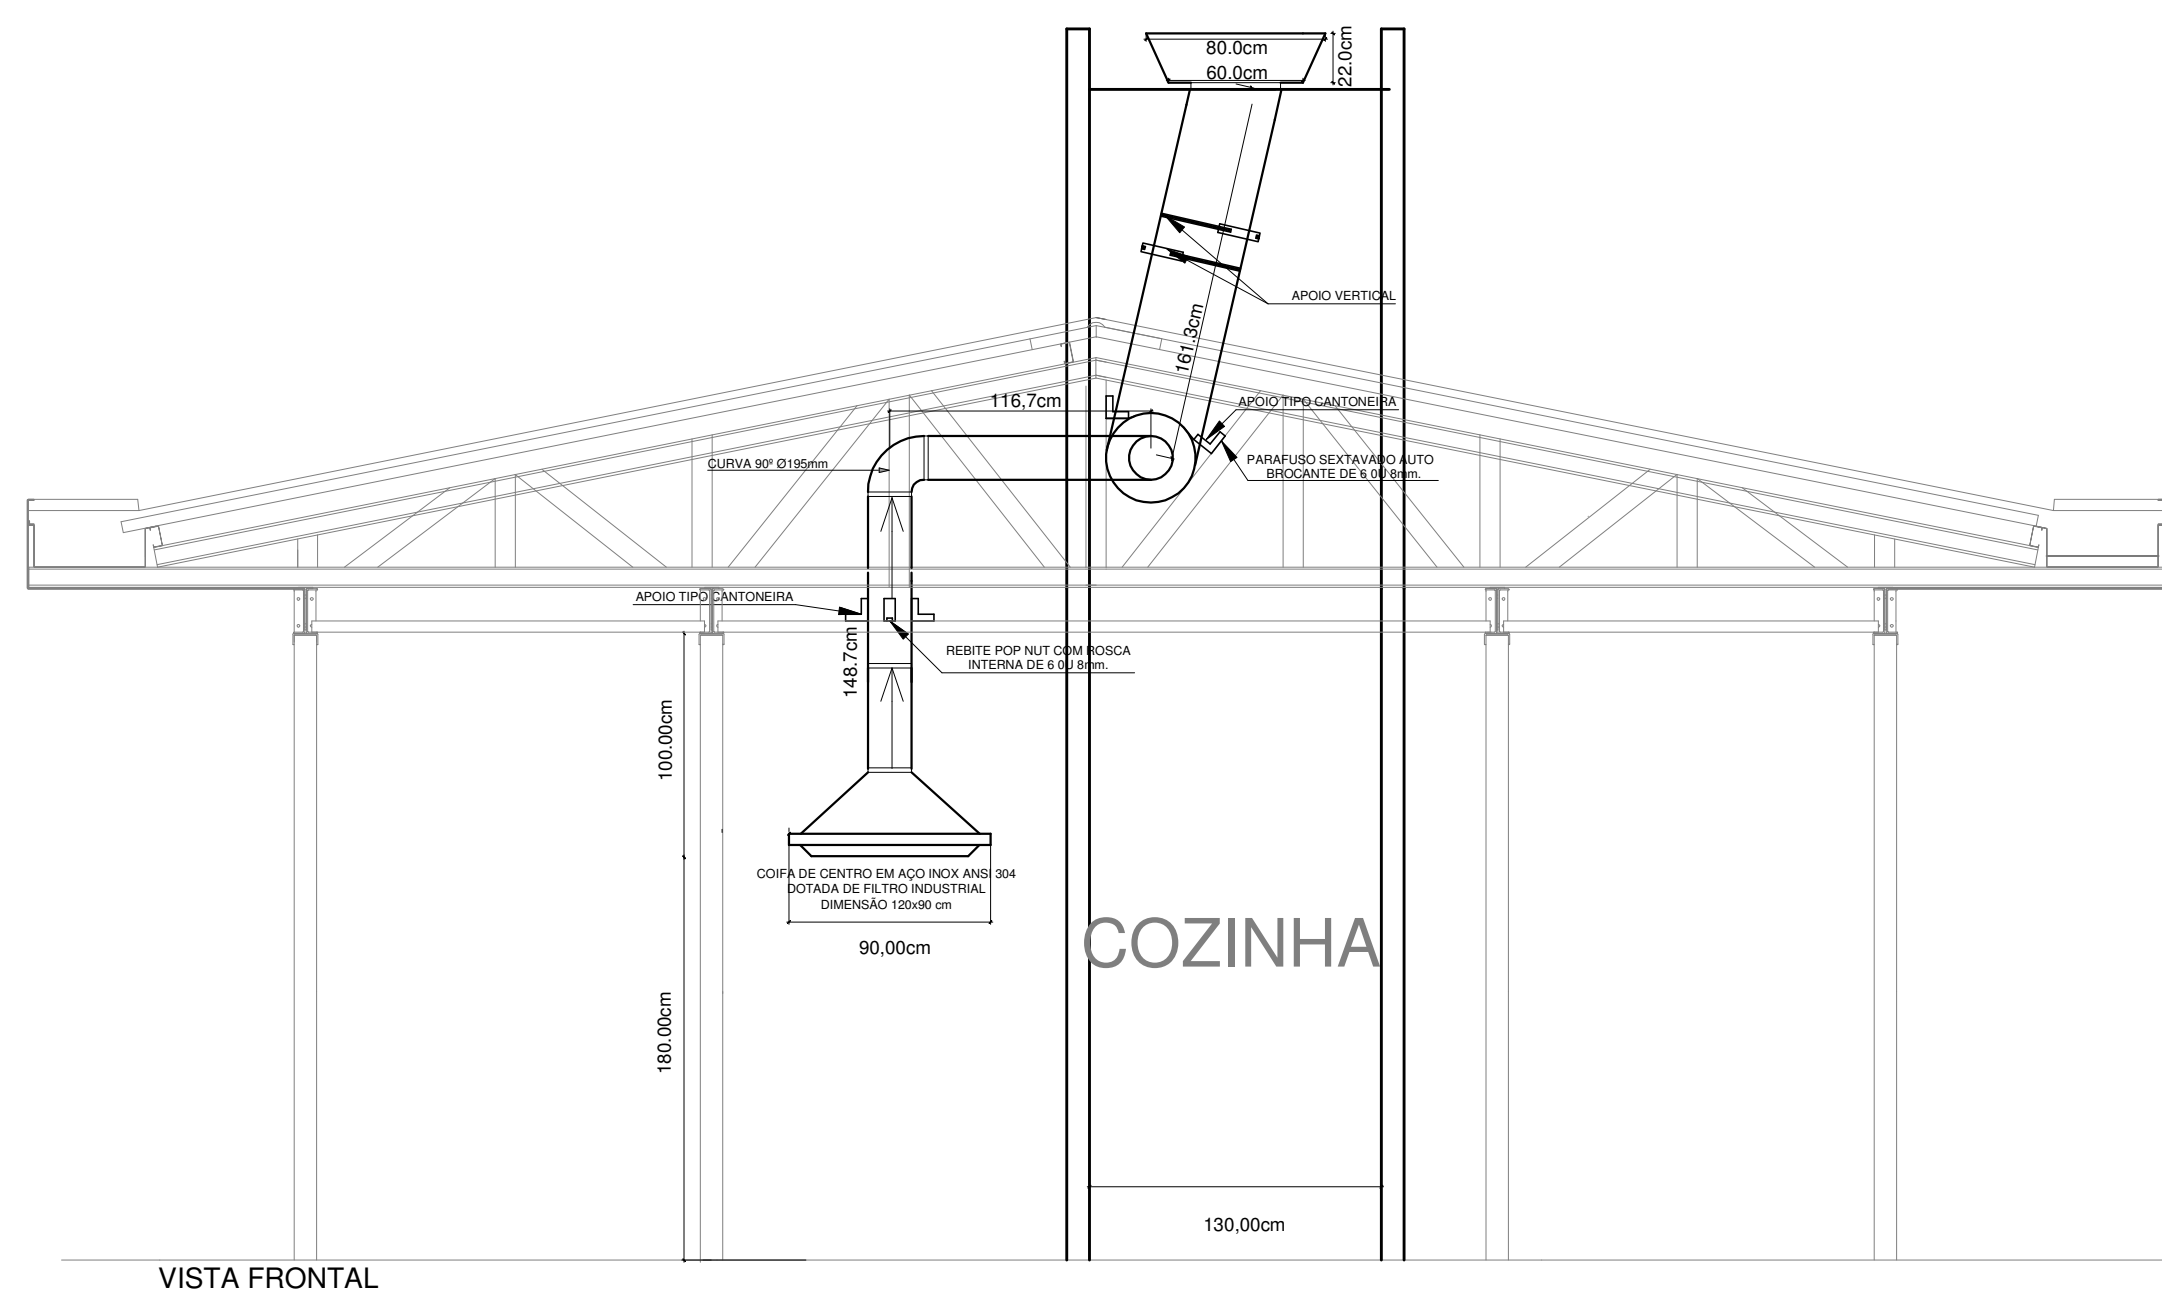 80.0cm
60.0cm
22.0cm
APOIO VERTICAL
161.3cm
116,7cm
APOIO TIPO CANTONEIRA
CURVA 90º Ø195mm
PARAFUSO SEXTAVADO AUTO
BROCANTE DE 6 0U 8mm.
APOIO TIPO CANTONEIRA
148.7cm
REBITE POP NUT COM ROSCA
INTERNA DE 6 0U 8mm.
100.00cm
COIFA DE CENTRO EM AÇO INOX ANSI 304
DOTADA DE FILTRO INDUSTRIAL
DIMENSÃO 120x90 cm
90,00cm
COZINHA
180.00cm
130,00cm
VISTA FRONTAL